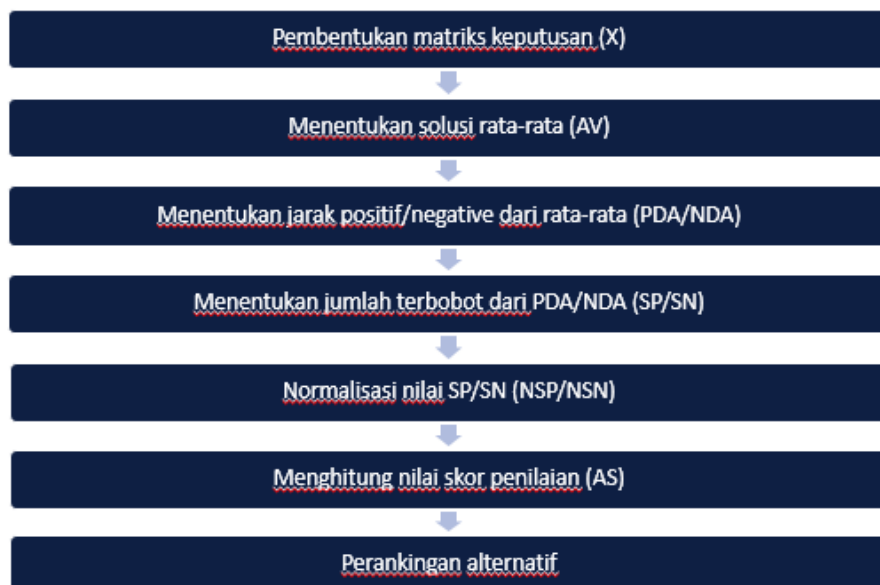 Pembentukan matriks keputusan (X)
Menentukan solusi rata-rata (AV)
Menentukan jarak positif/negative dari rata-rata (PDA/NDA)
Menentukan jumlah terbobot dari PDA/NDA (SP/SN)
Normalisasi nilai SP/SN (NSP/NSN)
Menghitung nilai skor penilaian (AS)
Perankingan alternatif